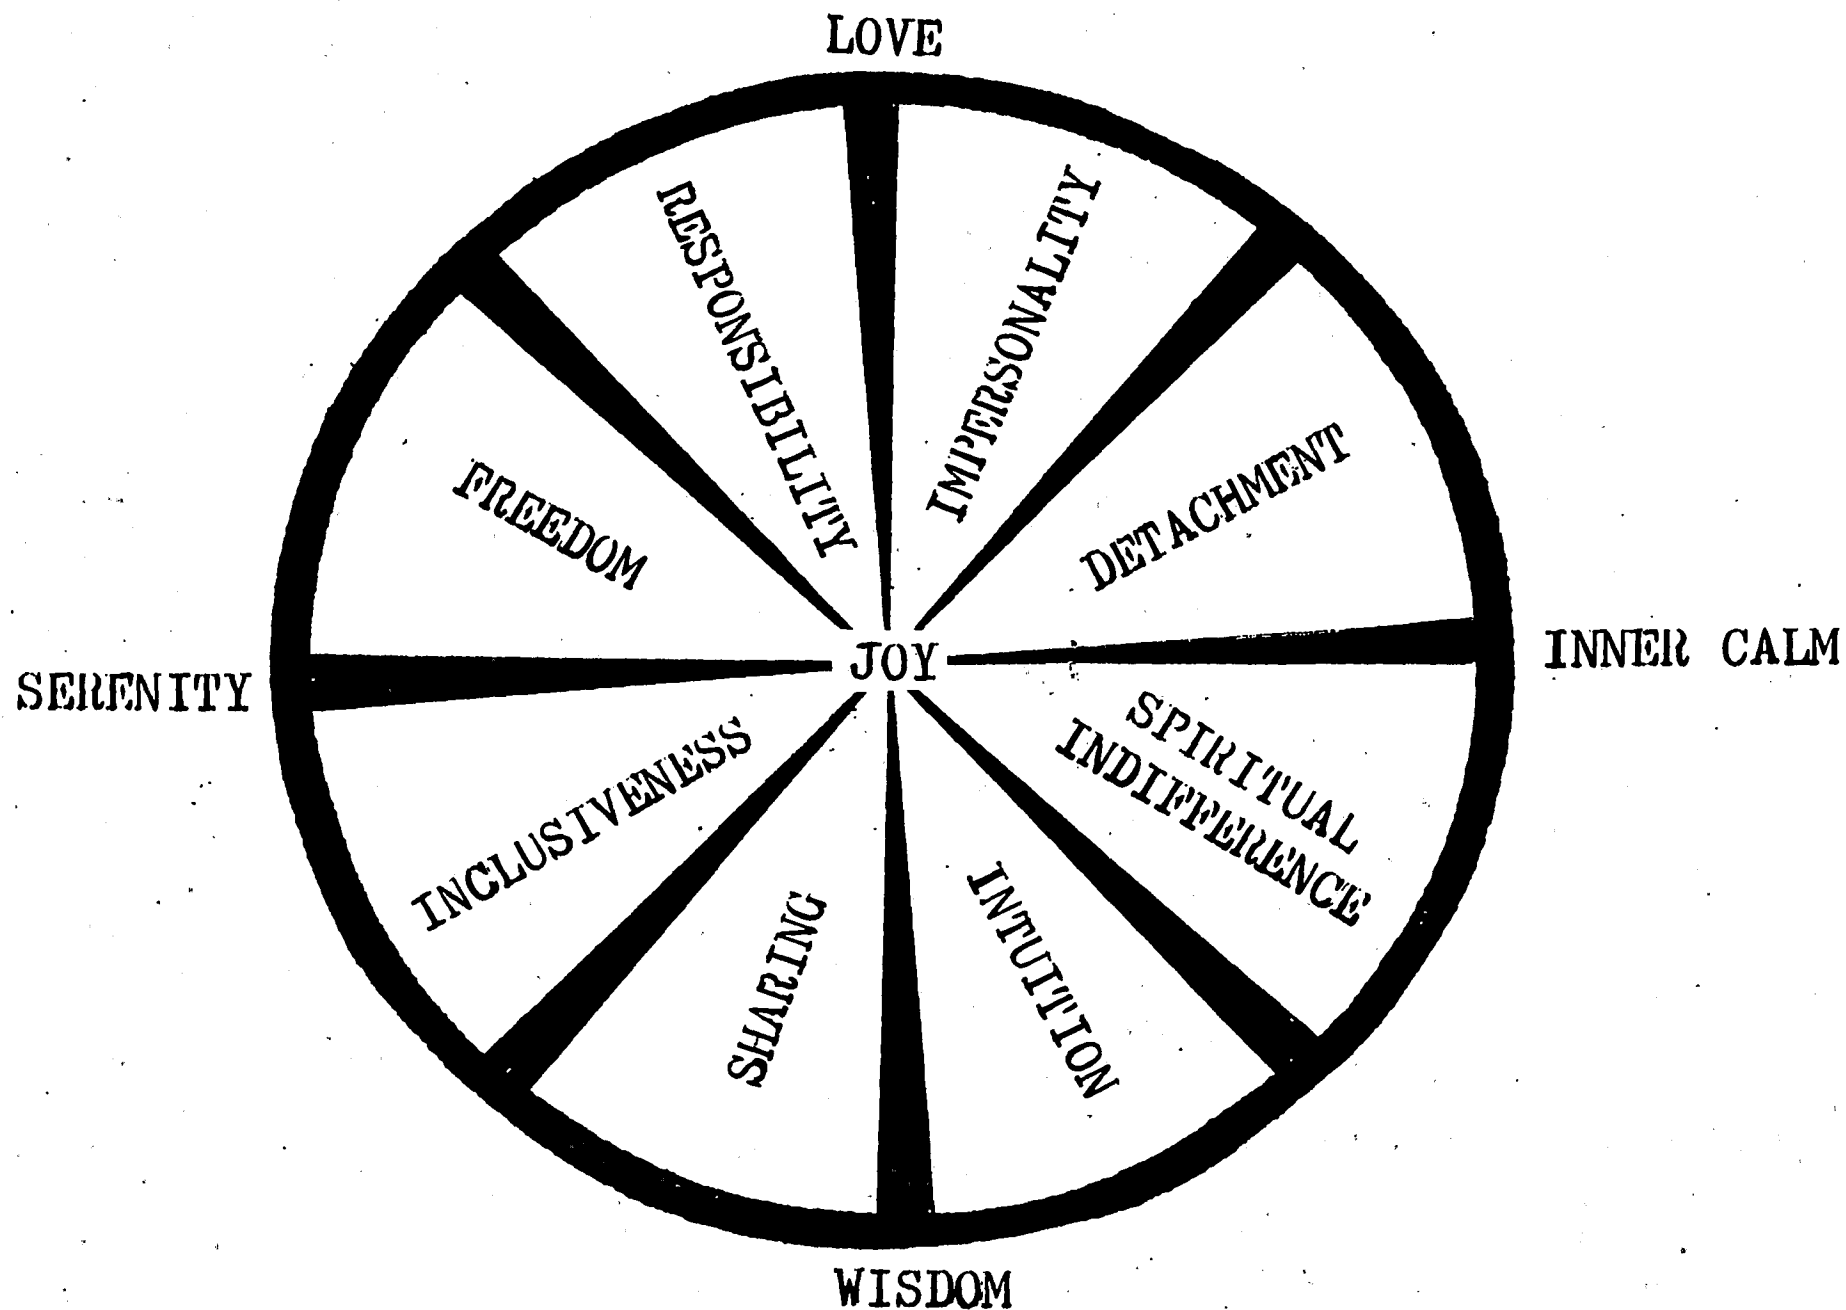 LOVE
RESPONSIBILITY
IMPERSONALITY
FREEDOM
DETACHMENT
JOY
SERENITY
INNER CALM
INCLUSIVENESS
SPIRITUAL
INDIFFERENCE
SHARING
INTUITION
WISDOM